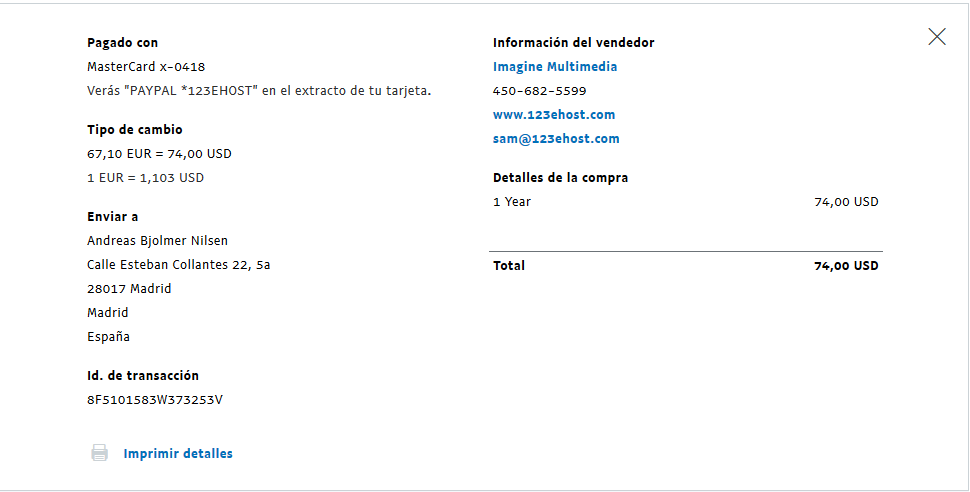 Pagado con
MasterCard x-0418
Verás "PAYPAL *123EHOST" en el extracto de tu tarjeta.
Tipo de cambio
67,10 EUR = 74,00 USD
1 EUR = 1,103 USD
Enviar a
Andreas Bjolmer Nilsen
Calle Esteban Collantes 22, 5a
28017 Madrid
Madrid
España
Id. de transacción
8F5101583W373253V
Imprimir detalles
Información del vendedor
Imagine Multimedia
450-682-5599
www.123ehost.com
sam@123ehost.com
Detalles de la compra
1 Year 74,00 USD
Total 74,00 USD